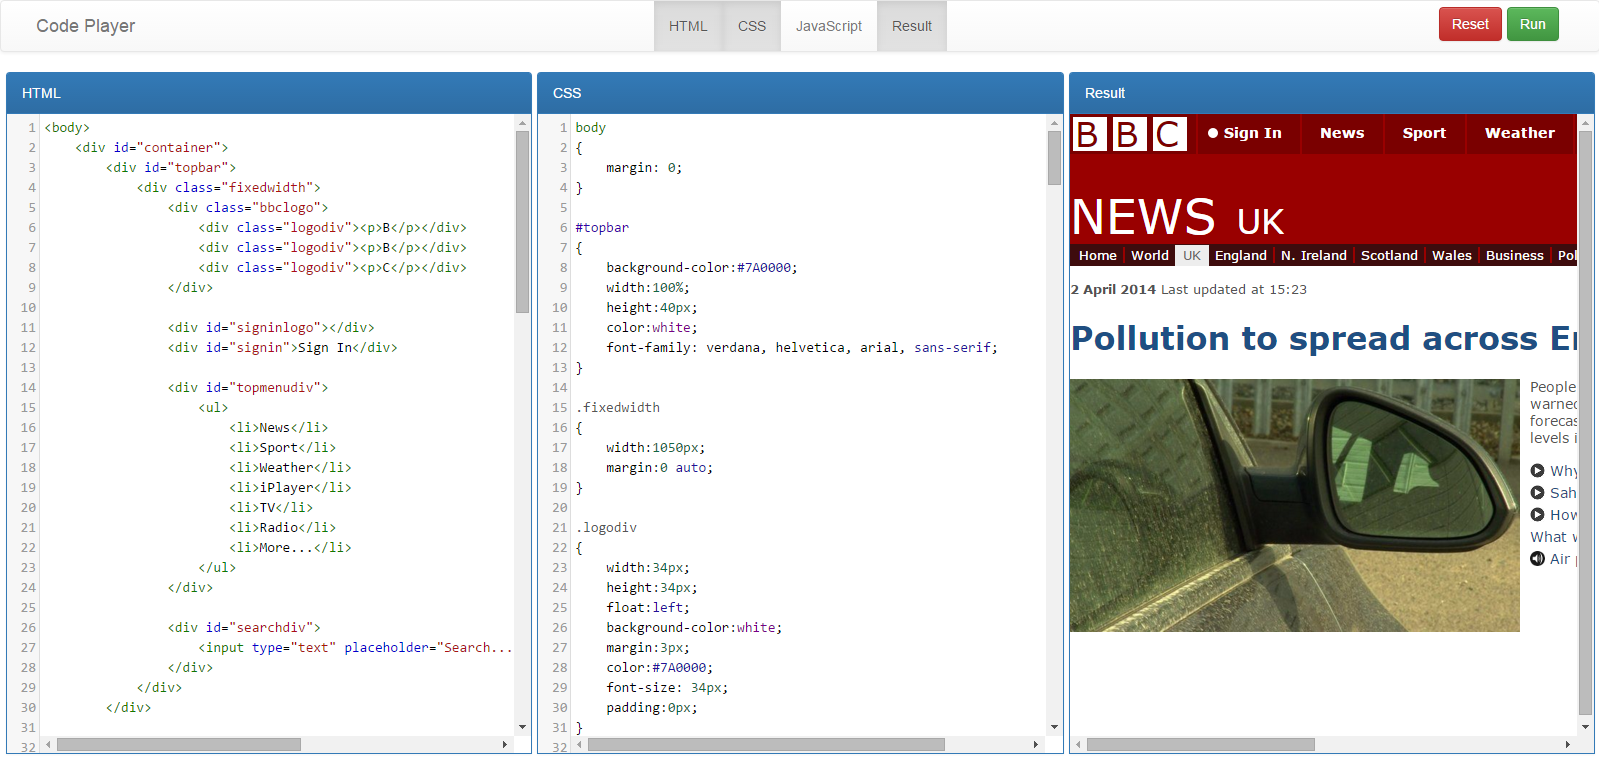 Code Player
HTML CSS JavaScript Result
Reset Run
HTML
1 <body>
2 <div id="container">
3 <div id="topbar">
4 <div class="fixedwidth">
5 <div class="bbclogo">
6 <div class="logodiv"><p>B</p></div>
7 <div class="logodiv"><p>B</p></div>
8 <div class="logodiv"><p>C</p></div>
9 </div>
10
11 <div id="signinlogo"></div>
12 <div id="signin">Sign In</div>
13
14 <div id="topmenudiv">
15 <ul>
16 <li>News</li>
17 <li>Sport</li>
18 <li>Weather</li>
19 <li>iPlayer</li>
20 <li>TV</li>
21 <li>Radio</li>
22 <li>More...</li>
23 </ul>
24 </div>
25
26 <div id="searchdiv">
27 <input type="text" placeholder="Search...
28 </div>
29 </div>
30 </div>
31
32
CSS
1 body
2 {
3 margin: 0;
4 }
5
6 #topbar
7 {
8 background-color:#7A0000;
9 width:100%;
10 height:40px;
11 color:white;
12 font-family: verdana, helvetica, arial, sans-serif;
13 }
14
15 .fixedwidth
16 {
17 width:1050px;
18 margin:0 auto;
19 }
20
21 .logodiv
22 {
23 width:34px;
24 height:34px;
25 float:left;
26 background-color:white;
27 margin:3px;
28 color:#7A0000;
29 font-size: 34px;
30 padding:0px;
31 }
32
Result
B B C Sign In News Sport Weather
NEWS UK
Home World UK England N. Ireland Scotland Wales Business Pol
2 April 2014 Last updated at 15:23
Pollution to spread across E
People
warned
forecas
levels i
Why
Sah
How
What w
Air p